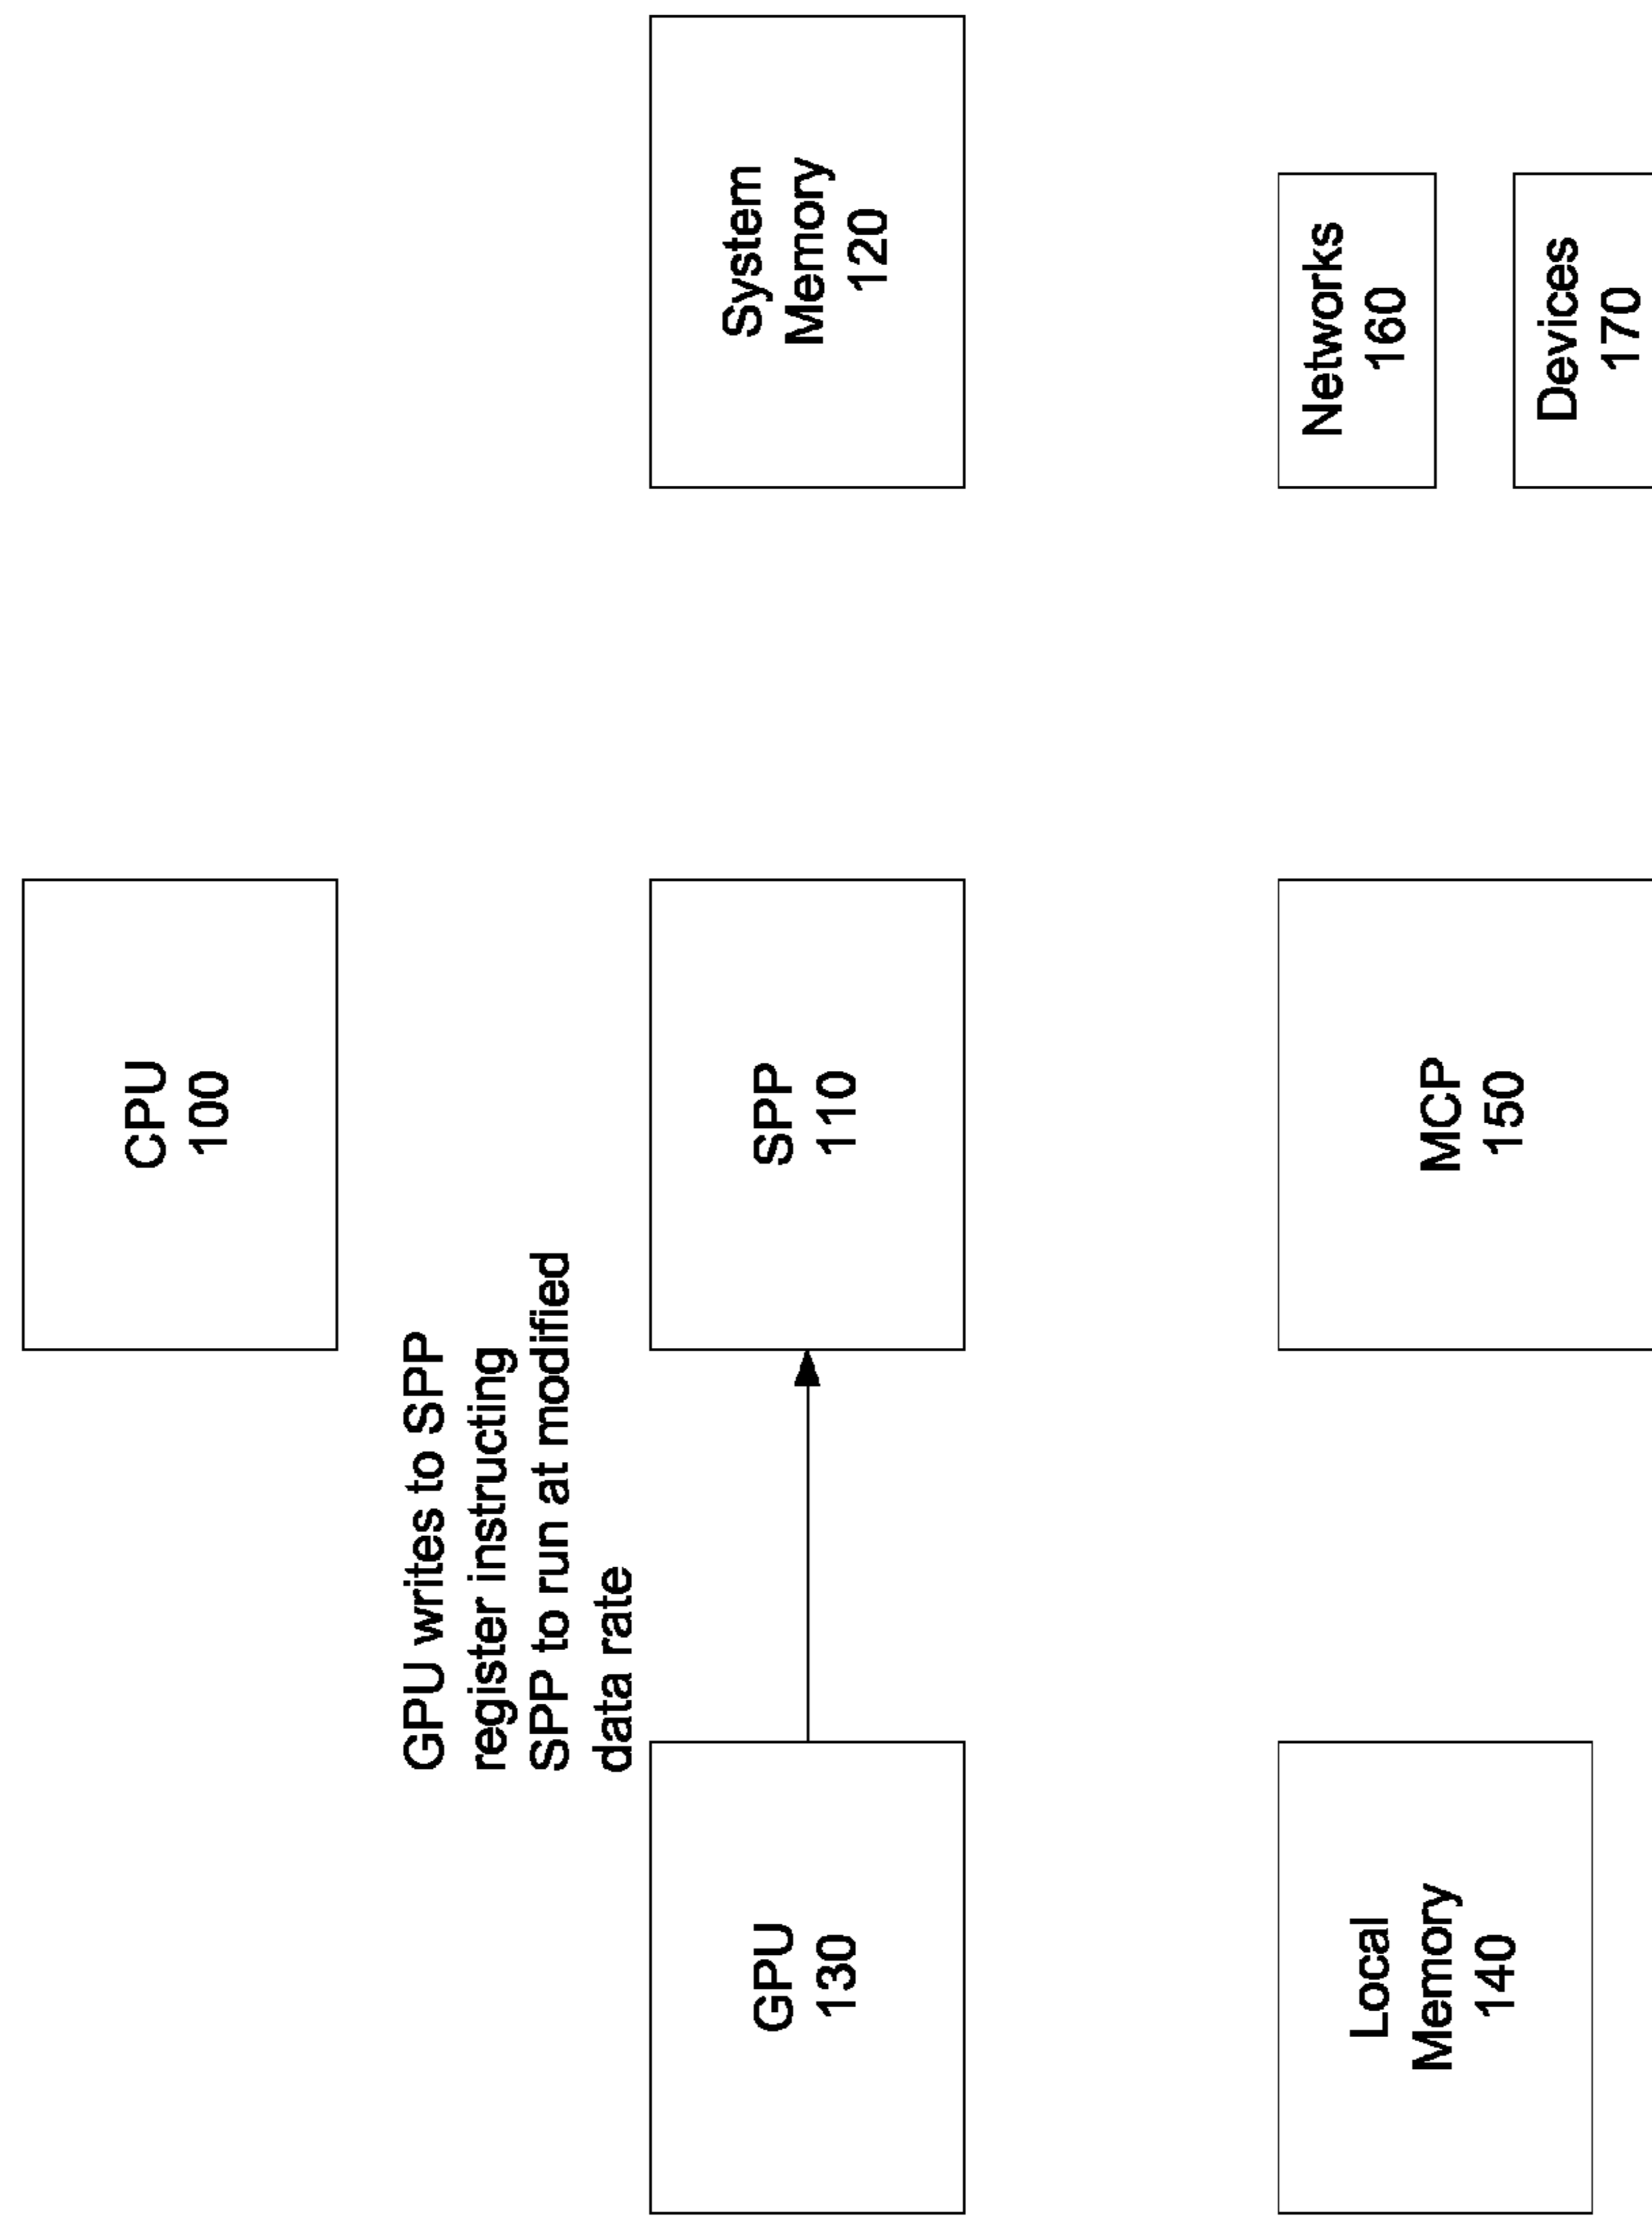 CPU
100
GPU writes to SPP
register instructing
SPP to run at modified
data rate
GPU
130
SPP
110
System
Memory
120
Local
Memory
140
MCP
150
Networks
160
Devices
170